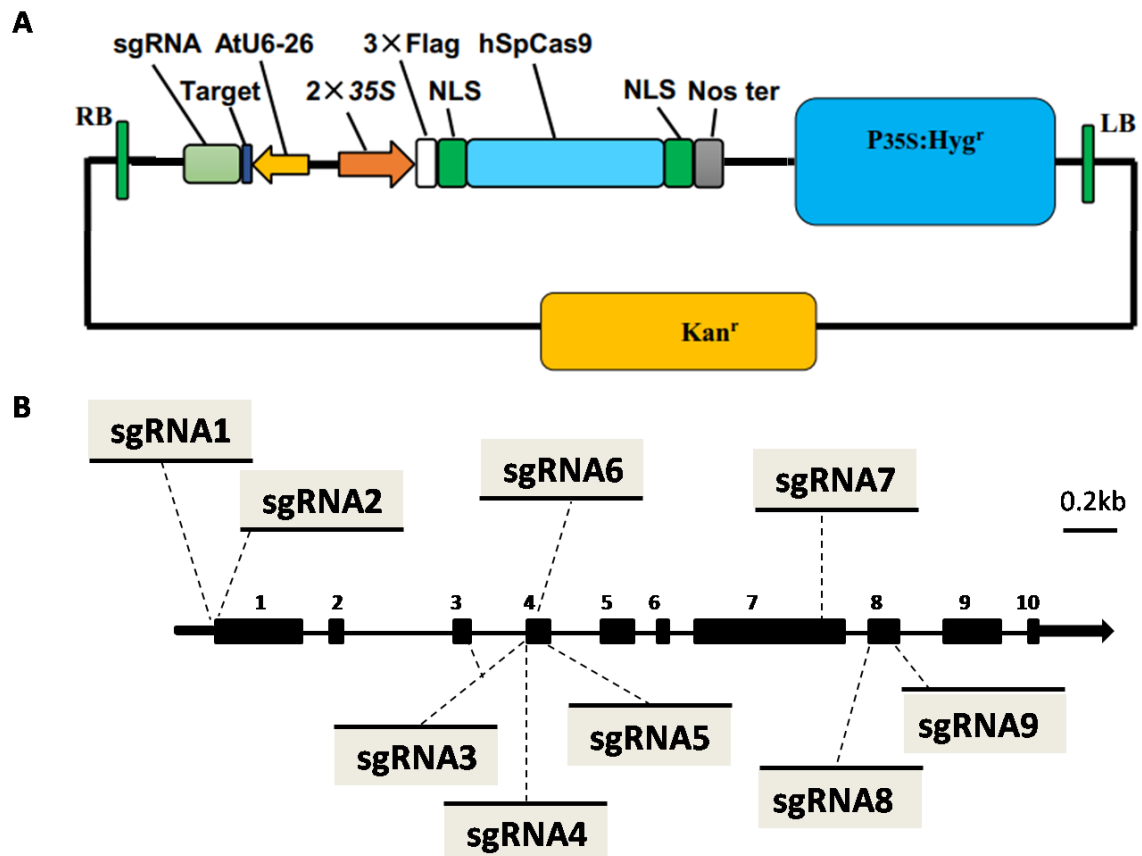 A
sgRNA AtU6-26 3×Flag hSpCas9
Target 2×35S NLS NLS Nos ter
RB LB
P35S:Hygʳ
Kanʳ
B
sgRNA1
sgRNA2
sgRNA6
sgRNA7
0.2kb
1 2 3 4 5 6 7 8 9 10
sgRNA3
sgRNA4
sgRNA5
sgRNA8
sgRNA9